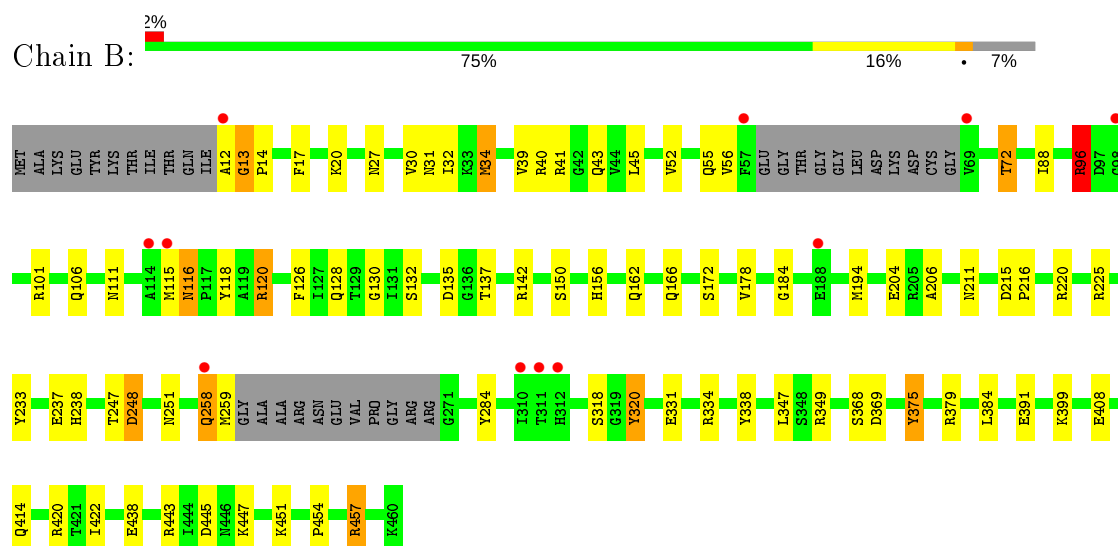 2%
Chain B:
75% 16% • 7%
MET ALA LYS GLU TYR LYS THR ILE THR GLN ILE A12 G13 P14 F17 K20 N27 V30 N31 I32 K33 M34 V39 R40 R41 G42 Q43 V44 L45 V52 Q55 V56 F57 GLU GLY THR GLY GLY LEU ASP LYS ASP CYS GLY V69 T72 I88 R96 D97 G98
R101 Q106 N111 A114 M115 N116 P117 Y118 A119 R120 F126 I127 Q128 T129 G130 I131 S132 D135 G136 T137 R142 S150 H156 Q162 Q166 S172 V178 G184 E188 M194 E204 R205 A206 N211 D215 P216 R220 R225
Y233 E237 H238 T247 D248 N251 Q258 M259 GLY ALA ALA ARG ASN GLU VAL PRO GLY ARG ARG G271 Y284 I310 T311 H312 S318 G319 Y320 E331 R334 Y338 L347 S348 R349 S368 D369 Y375 R379 L384 E391 K399 E408
Q414 R420 T421 I422 E438 R443 I444 D445 N446 K447 K451 P454 R457 K460